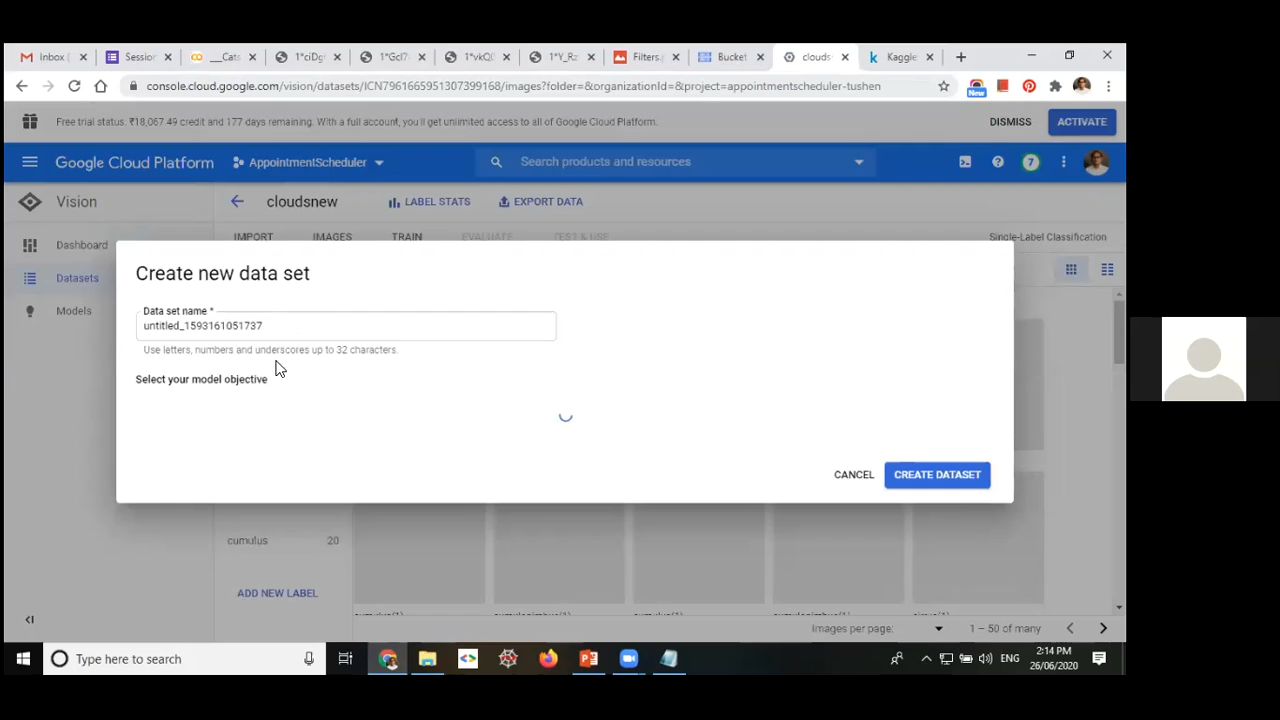 Inbox (
Session
__Cats
1*ciDg
1*Gcl7
1*vkQ
1*Y_Rz
Filters.
Bucket
clouds
Kaggle
console.cloud.google.com/vision/datasets/ICN7961665951307399168/images?folder=&organizationId=&project=appointmentscheduler-tushen
New
Free trial status: ₹18,067.49 credit and 177 days remaining. With a full account, you'll get unlimited access to all of Google Cloud Platform.
DISMISS
ACTIVATE
Google Cloud Platform
AppointmentScheduler
Search products and resources
7
Vision
cloudsnew
LABEL STATS
EXPORT DATA
Dashboard
Datasets
Models
IMPORT
IMAGES
TRAIN
EVALUATE
TEST & USE
Single-Label Classification
Create new data set
Data set name *
untitled_1593161051737
Use letters, numbers and underscores up to 32 characters.
Select your model objective
CANCEL
CREATE DATASET
cumulus 20
ADD NEW LABEL
Images per page:
1 – 50 of many
Type here to search
ENG
2:14 PM
26/06/2020